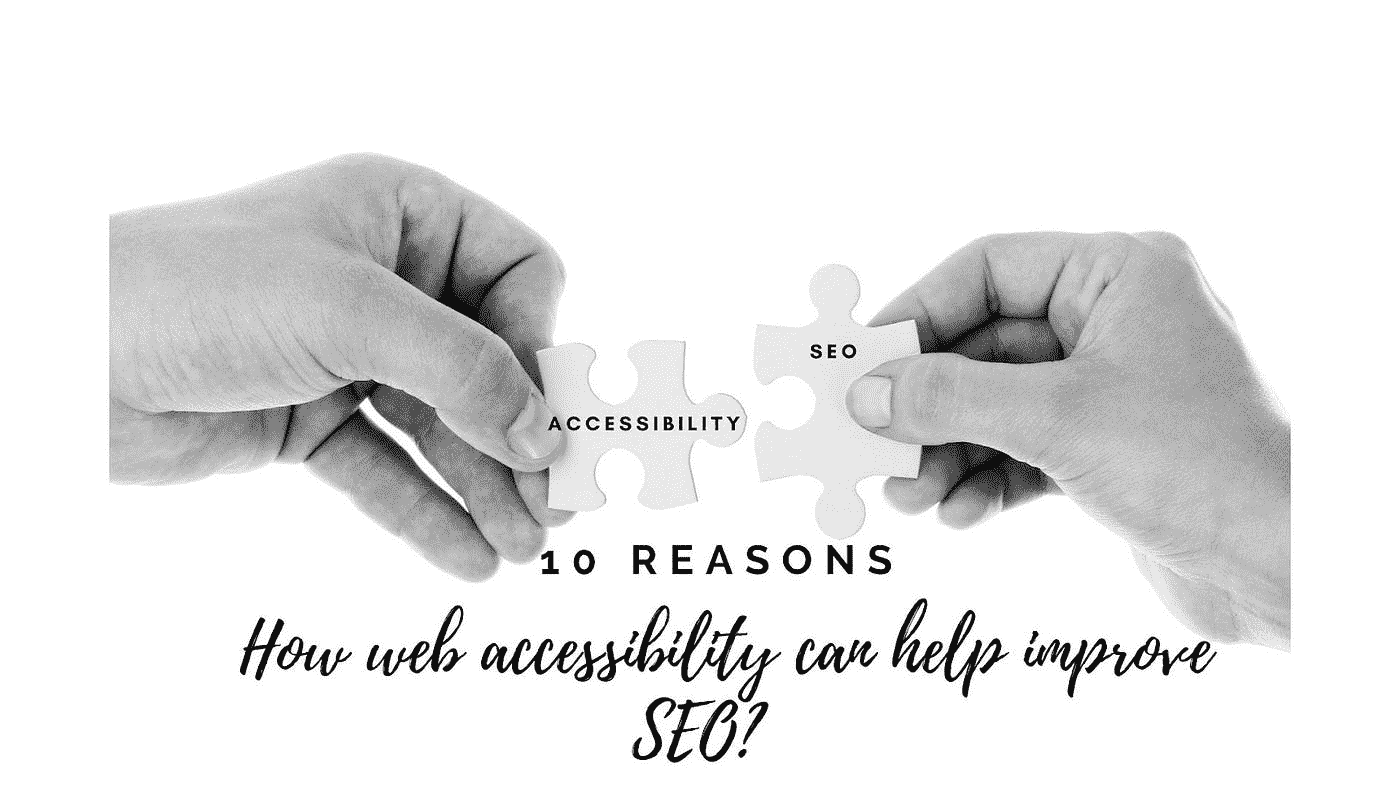 SEO
ACCESSIBILITY
10 REASONS
How web accessibility can help improve
SEO?